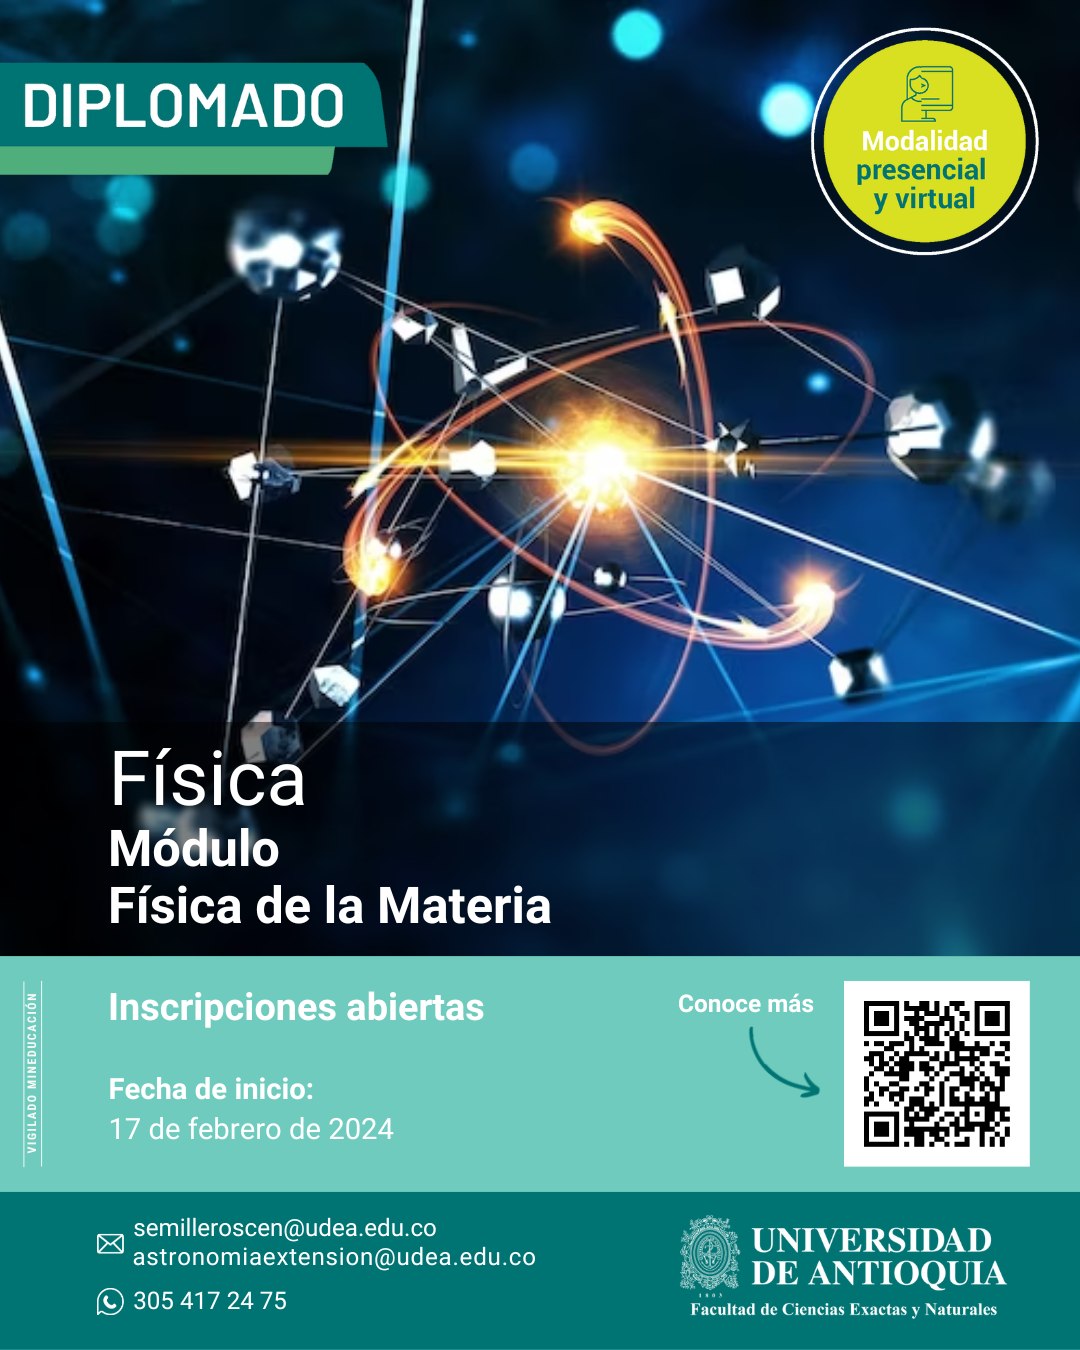 DIPLOMADO
Modalidad
presencial
y virtual
Física
Módulo
Física de la Materia
Inscripciones abiertas
Conoce más
Fecha de inicio:
17 de febrero de 2024
VIGILADO MINEDUCACIÓN
semilleroscen@udea.edu.co
astronomiaextension@udea.edu.co
305 417 24 75
UNIVERSIDAD
DE ANTIOQUIA
1803
Facultad de Ciencias Exactas y Naturales